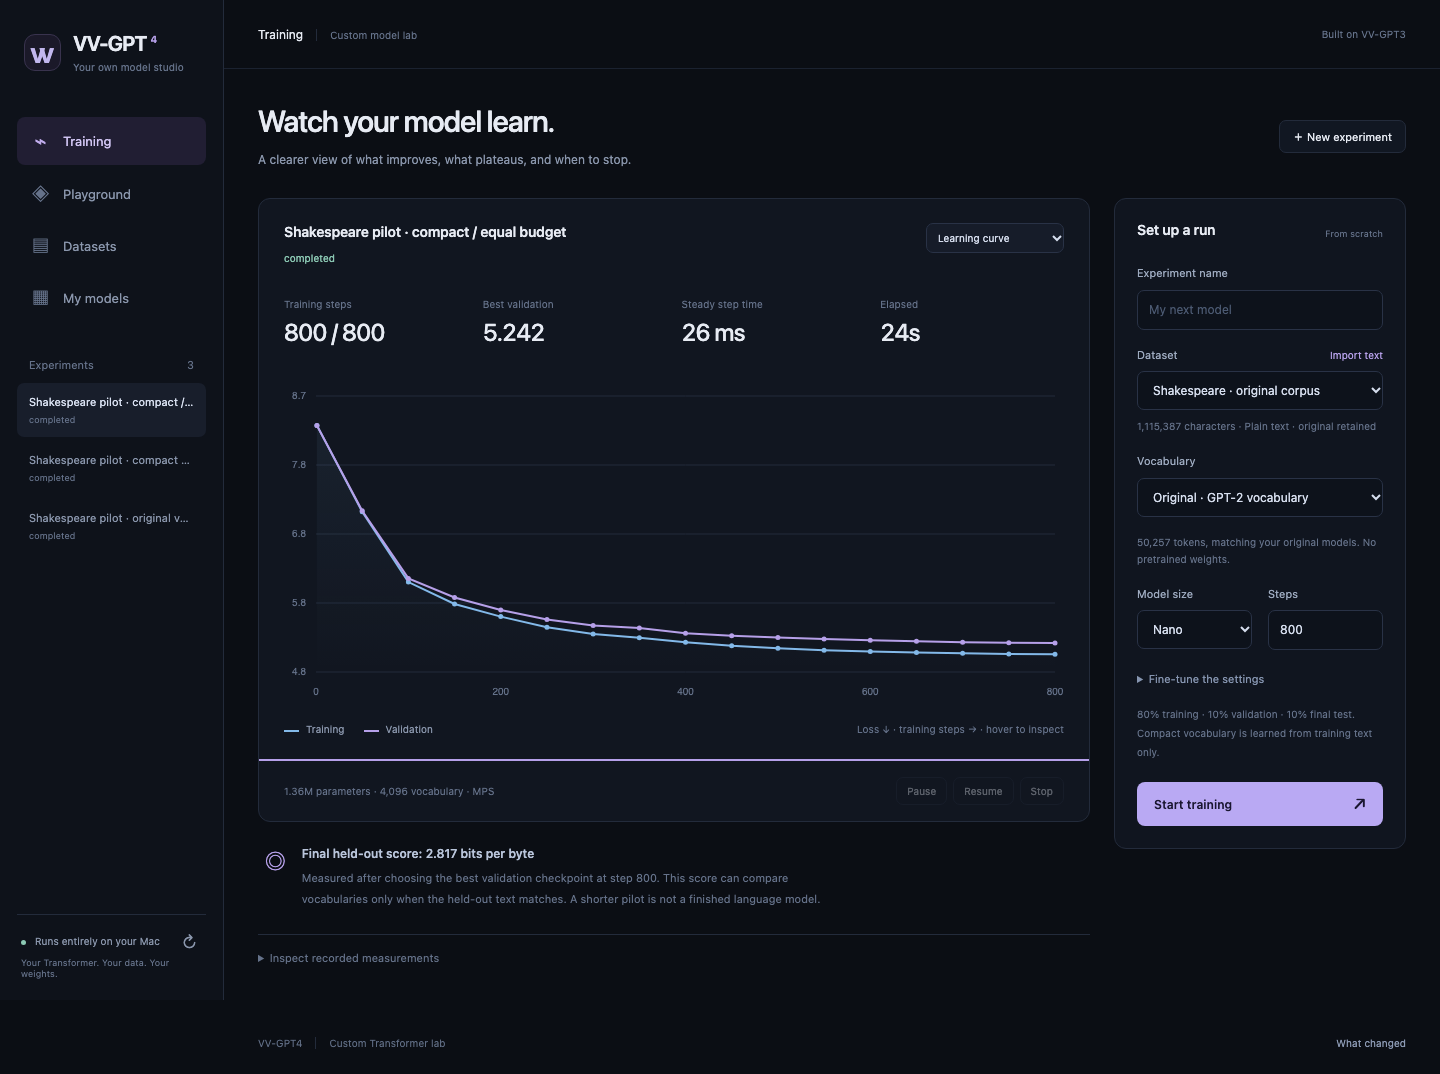 W
VV-GPT 4
Your own model studio
Training
Playground
Datasets
My models
Experiments 3
Shakespeare pilot · compact /...
completed
Shakespeare pilot · compact ...
completed
Shakespeare pilot · original v...
completed
Runs entirely on your Mac
Your Transformer. Your data. Your
weights.
Training
Custom model lab
Built on VV-GPT3
Watch your model learn.
A clearer view of what improves, what plateaus, and when to stop.
+ New experiment
Shakespeare pilot · compact / equal budget
completed
Learning curve
Training steps
800 / 800
Best validation
5.242
Steady step time
26 ms
Elapsed
24s
8.7
7.8
6.8
5.8
4.8
0 200 400 600 800
Training
Validation
Loss ↓ · training steps → · hover to inspect
1.36M parameters · 4,096 vocabulary · MPS
Pause
Resume
Stop
Final held-out score: 2.817 bits per byte
Measured after choosing the best validation checkpoint at step 800. This score can compare
vocabularies only when the held-out text matches. A shorter pilot is not a finished language model.
Inspect recorded measurements
Set up a run
From scratch
Experiment name
My next model
Dataset
Import text
Shakespeare · original corpus
1,115,387 characters · Plain text · original retained
Vocabulary
Original · GPT-2 vocabulary
50,257 tokens, matching your original models. No
pretrained weights.
Model size
Steps
Nano
800
Fine-tune the settings
80% training · 10% validation · 10% final test.
Compact vocabulary is learned from training text
only.
Start training
VV-GPT4
Custom Transformer lab
What changed